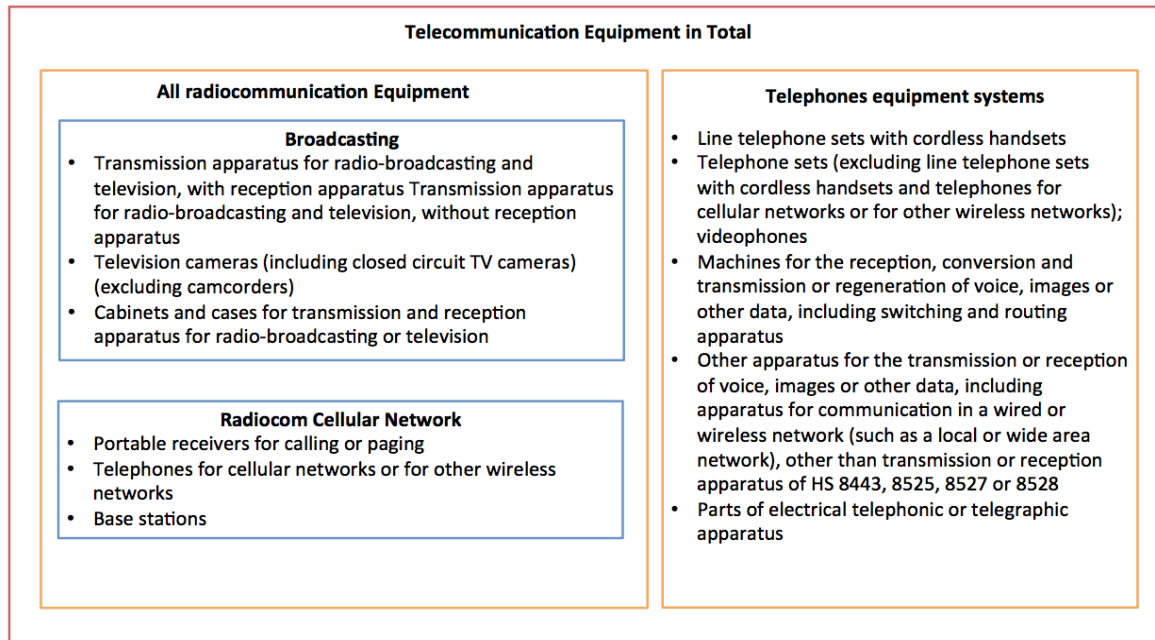 Telecommunication Equipment in Total
All radiocommunication Equipment
Broadcasting
• Transmission apparatus for radio-broadcasting and
television, with reception apparatus Transmission apparatus
for radio-broadcasting and television, without reception
apparatus
• Television cameras (including closed circuit TV cameras)
(excluding camcorders)
• Cabinets and cases for transmission and reception
apparatus for radio-broadcasting or television
Radiocom Cellular Network
• Portable receivers for calling or paging
• Telephones for cellular networks or for other wireless
networks
• Base stations
Telephones equipment systems
• Line telephone sets with cordless handsets
• Telephone sets (excluding line telephone sets
with cordless handsets and telephones for
cellular networks or for other wireless networks);
videophones
• Machines for the reception, conversion and
transmission or regeneration of voice, images or
other data, including switching and routing
apparatus
• Other apparatus for the transmission or reception
of voice, images or other data, including
apparatus for communication in a wired or
wireless network (such as a local or wide area
network), other than transmission or reception
apparatus of HS 8443, 8525, 8527 or 8528
• Parts of electrical telephonic or telegraphic
apparatus